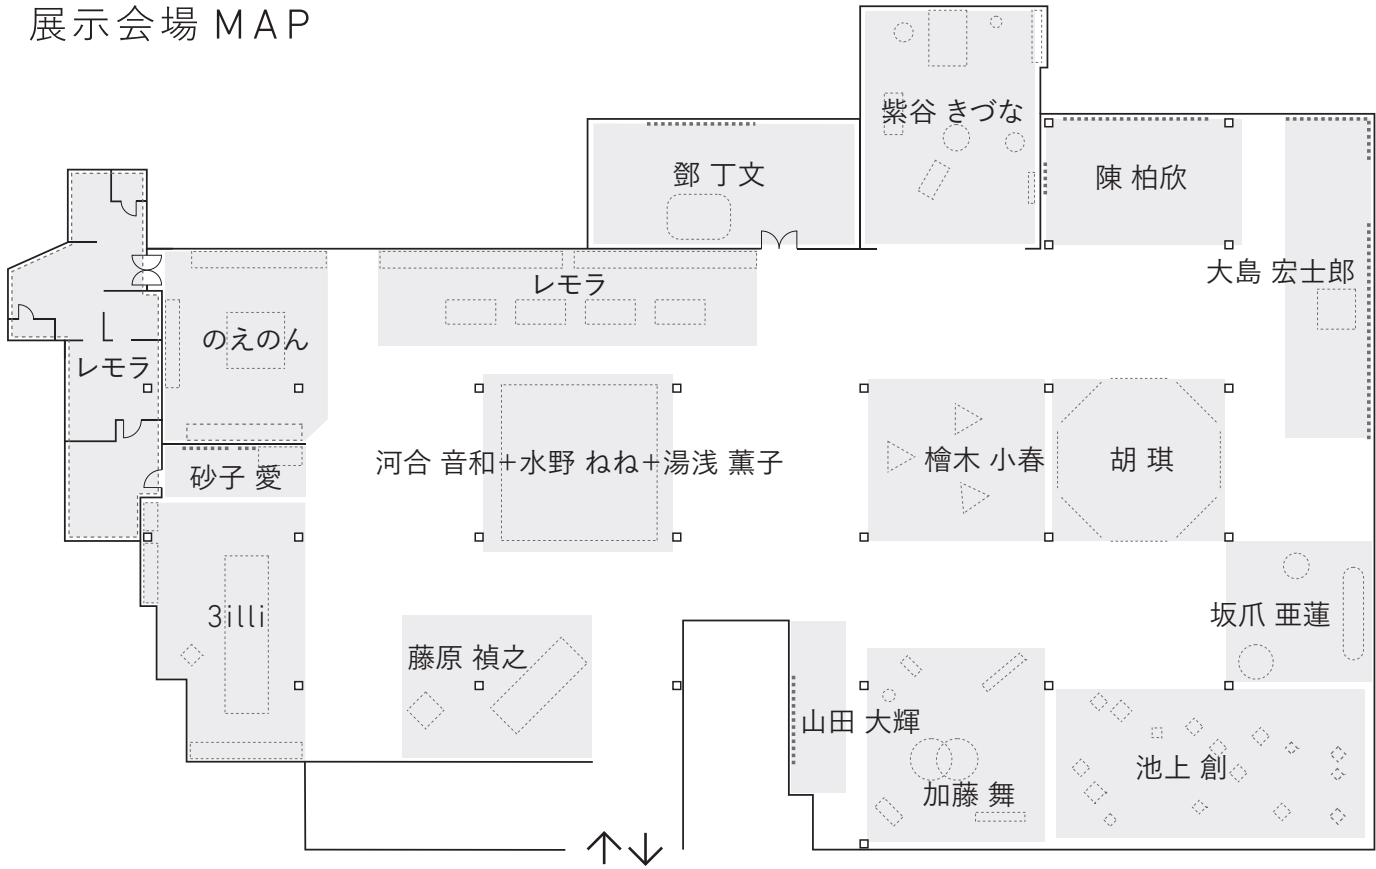 展示会場 MAP
紫谷 きづな
鄧 丁文
陳 柏欣
大島 宏士郎
レモラ
のえのん
レモラ
河合 音和+水野 ねね+湯浅 薫子
檜木 小春
胡 琪
砂子 愛
3illi
坂爪 亜蓮
藤原 禎之
山田 大輝
池上 創
加藤 舞